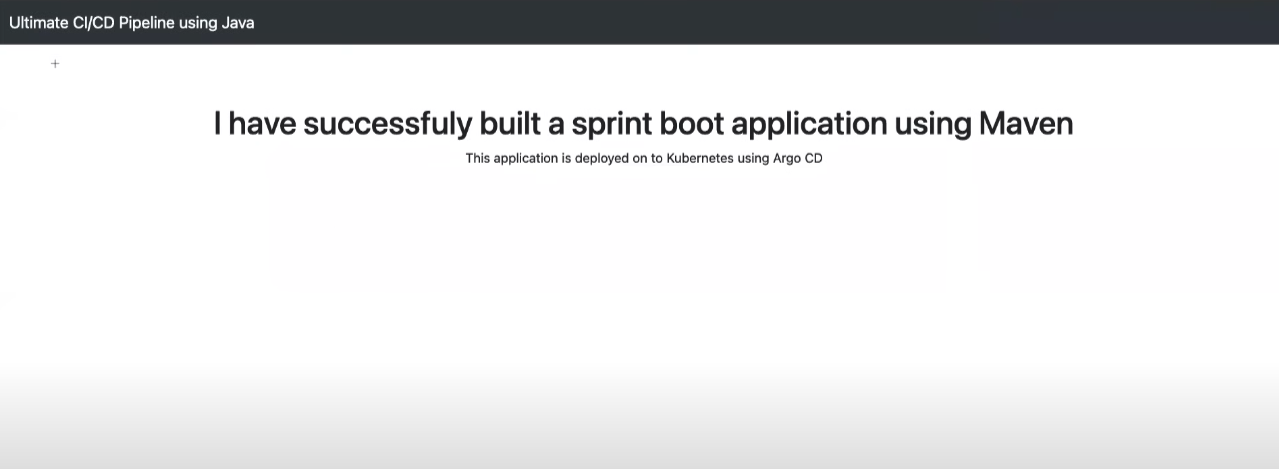 Ultimate CI/CD Pipeline using Java
I have successfuly built a sprint boot application using Maven
This application is deployed on to Kubernetes using Argo CD